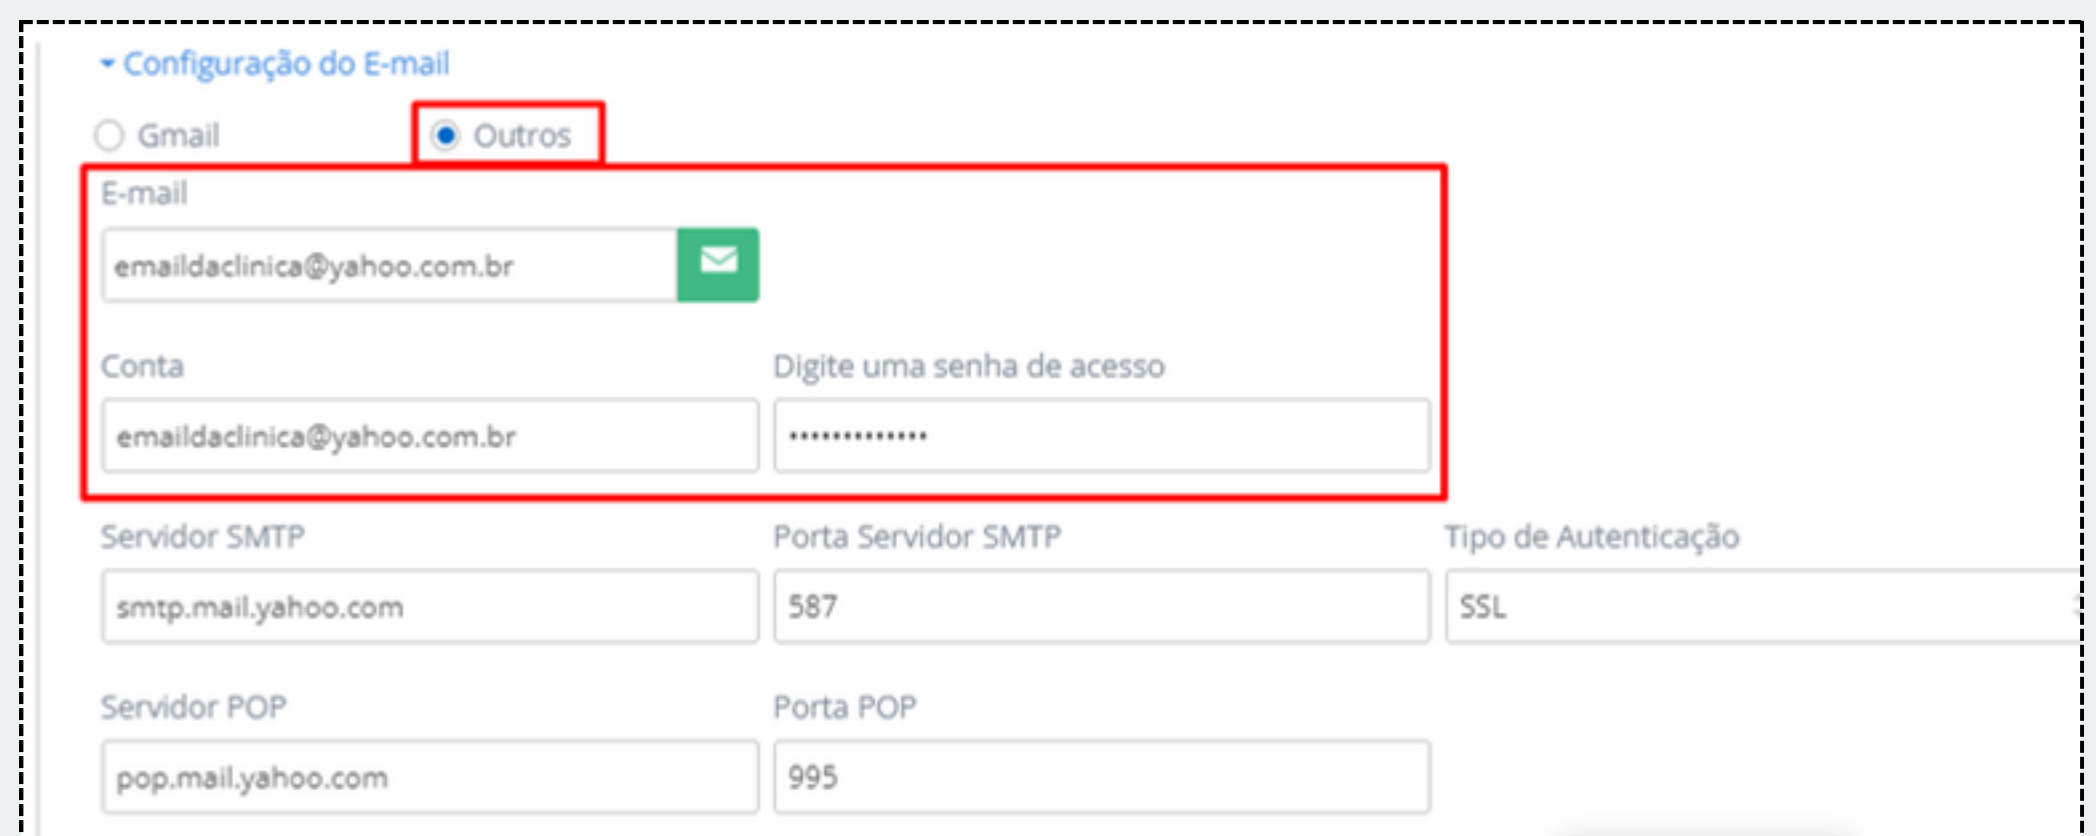 Configuração do E-mail
Gmail Outros
E-mail
emaildaclinica@yahoo.com.br
Conta Digite uma senha de acesso
emaildaclinica@yahoo.com.br •••••••••••••
Servidor SMTP Porta Servidor SMTP Tipo de Autenticação
smtp.mail.yahoo.com 587 SSL
Servidor POP Porta POP
pop.mail.yahoo.com 995